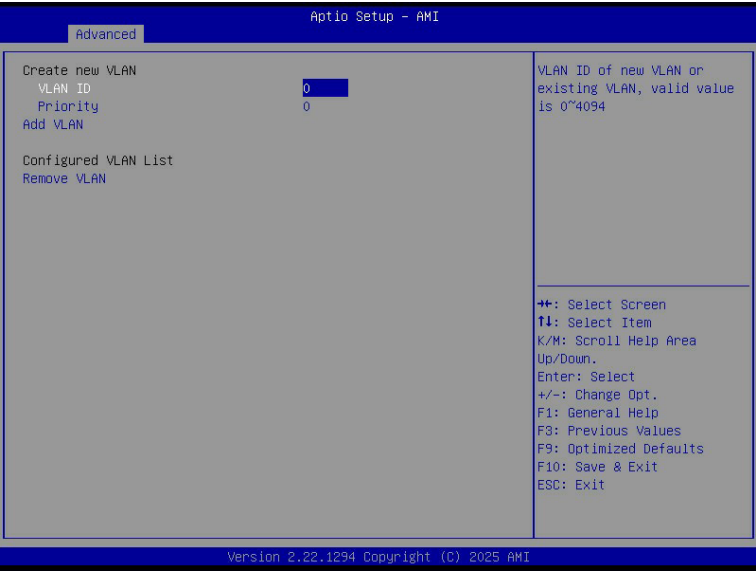 Aptio Setup – AMI
Advanced
Create new VLAN
VLAN ID 0
Priority 0
Add VLAN
Configured VLAN List
Remove VLAN
VLAN ID of new VLAN or
existing VLAN, valid value
is 0~4094
→←: Select Screen
↑↓: Select Item
K/M: Scroll Help Area
Up/Down.
Enter: Select
+/-: Change Opt.
F1: General Help
F3: Previous Values
F9: Optimized Defaults
F10: Save & Exit
ESC: Exit
Version 2.22.1294 Copyright (C) 2025 AMI